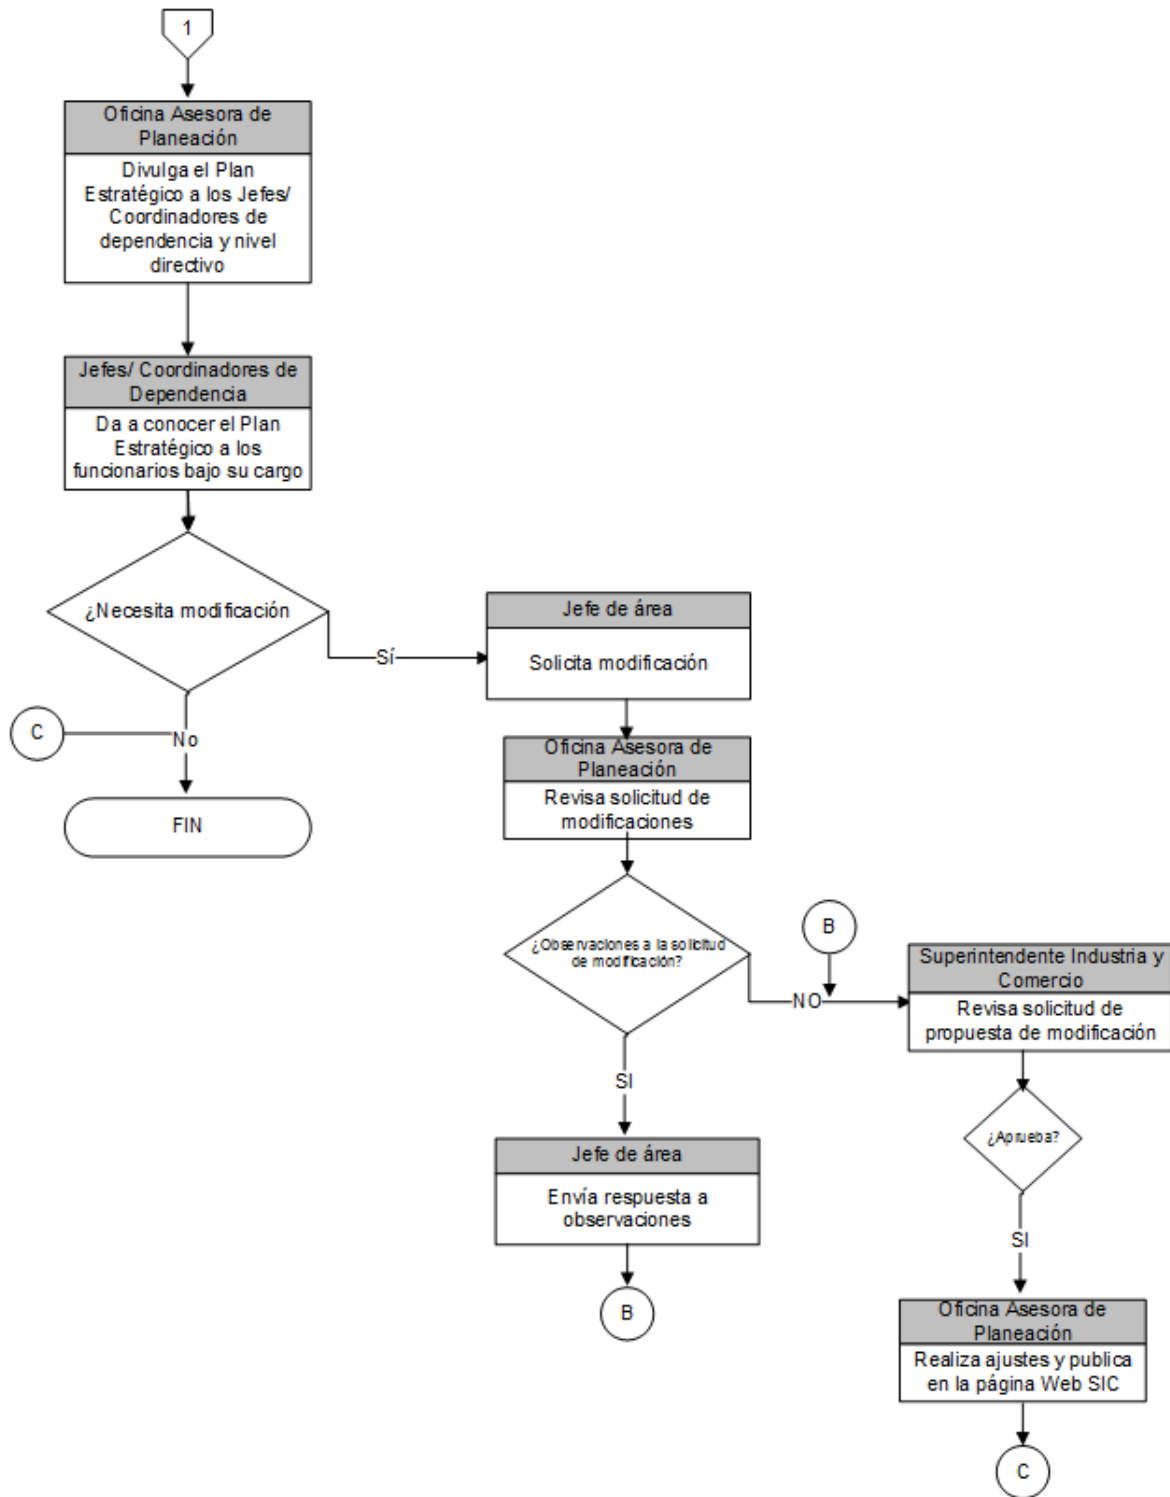 1
Oficina Asesora de
Planeación
Divulga el Plan
Estratégico a los Jefes/
Coordinadores de
dependencia y nivel
directivo
Jefes/ Coordinadores de
Dependencia
Da a conocer el Plan
Estratégico a los
funcionarios bajo su cargo
¿Necesita modificación
Sí
No
C
FIN
Jefe de área
Solicita modificación
Oficina Asesora de
Planeación
Revisa solicitud de
modificaciones
¿Observaciones a la solicitud
de modificación?
NO
B
SI
Jefe de área
Envía respuesta a
observaciones
B
Superintendente Industria y
Comercio
Revisa solicitud de
propuesta de modificación
¿Aprueba?
SI
Oficina Asesora de
Planeación
Realiza ajustes y publica
en la página Web SIC
C